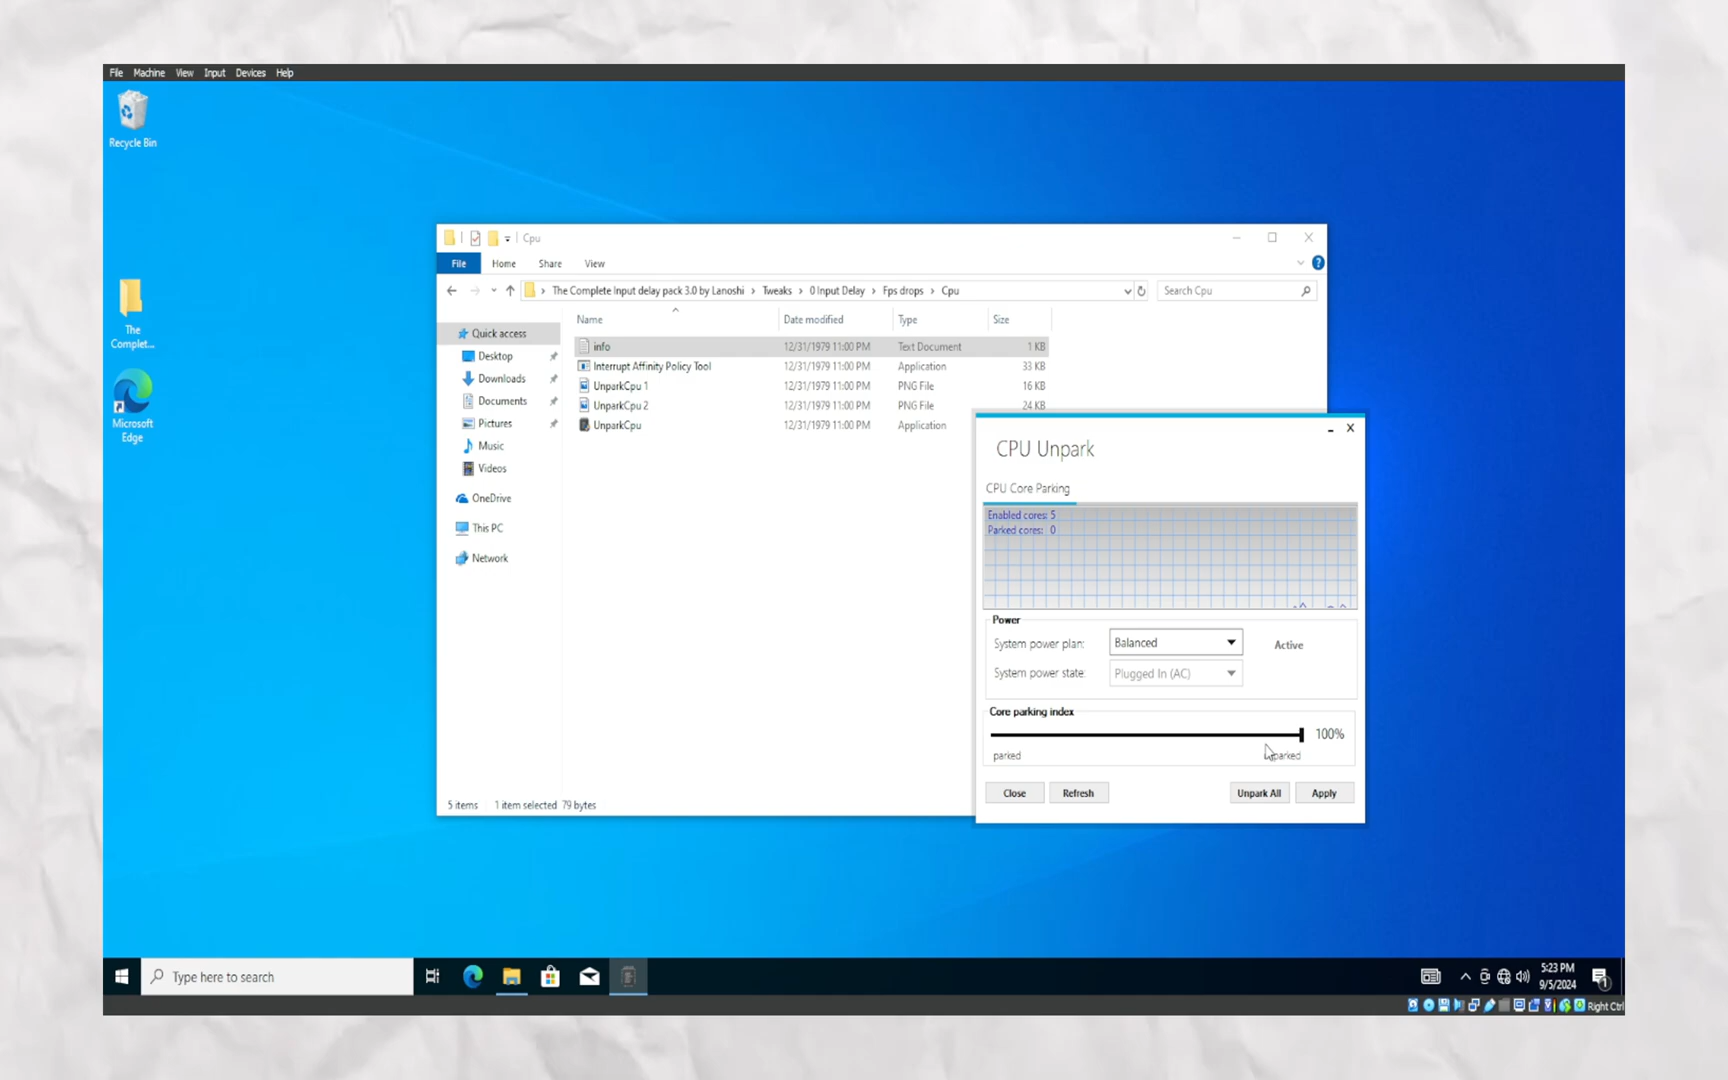 File Machine View Input Devices Help
Recycle Bin
The
Complet...
Microsoft
Edge
Cpu
File Home Share View
The Complete Input delay pack 3.0 by Lanoshi > Tweaks > 0 Input Delay > Fps drops > Cpu
Search Cpu
Quick access
Desktop
Downloads
Documents
Pictures
Music
Videos
OneDrive
This PC
Network
Name Date modified Type Size
info 12/31/1979 11:00 PM Text Document 1 KB
Interrupt Affinity Policy Tool 12/31/1979 11:00 PM Application 33 KB
UnparkCpu 1 12/31/1979 11:00 PM PNG File 16 KB
UnparkCpu 2 12/31/1979 11:00 PM PNG File 24 KB
UnparkCpu 12/31/1979 11:00 PM Application
5 items 1 item selected 79 bytes
CPU Unpark
CPU Core Parking
Enabled cores: 5
Parked cores: 0
Power
System power plan: Balanced Active
System power state: Plugged In (AC)
Core parking index
100%
parked
Close Refresh Unpark All Apply
Type here to search
5:23 PM
9/5/2024
1
Right Ctrl